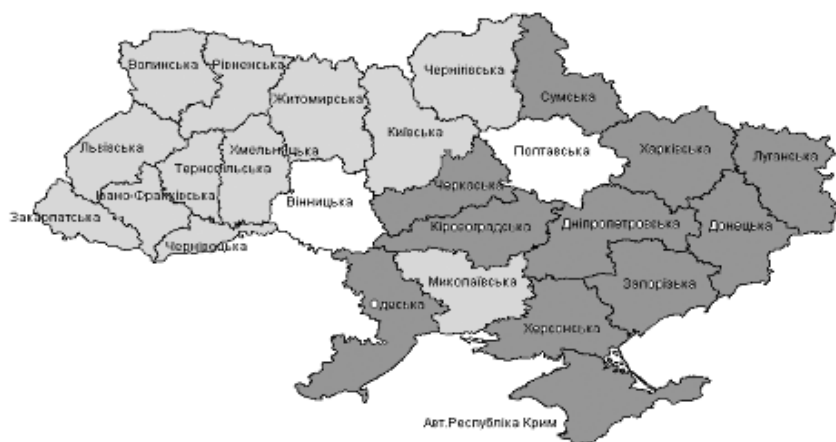 Волинська
Рівненська
Житомирська
Київська
Чернігівська
Сумська
Львівська
Тернопільська
Хмельницька
Полтавська
Харківська
Луганська
Закарпатська
Івано-Франківська
Чернівецька
Вінницька
Черкаська
Кіровоградська
Дніпропетровська
Донецька
Одеська
Миколаївська
Херсонська
Запорізька
Авт.Республіка Крим